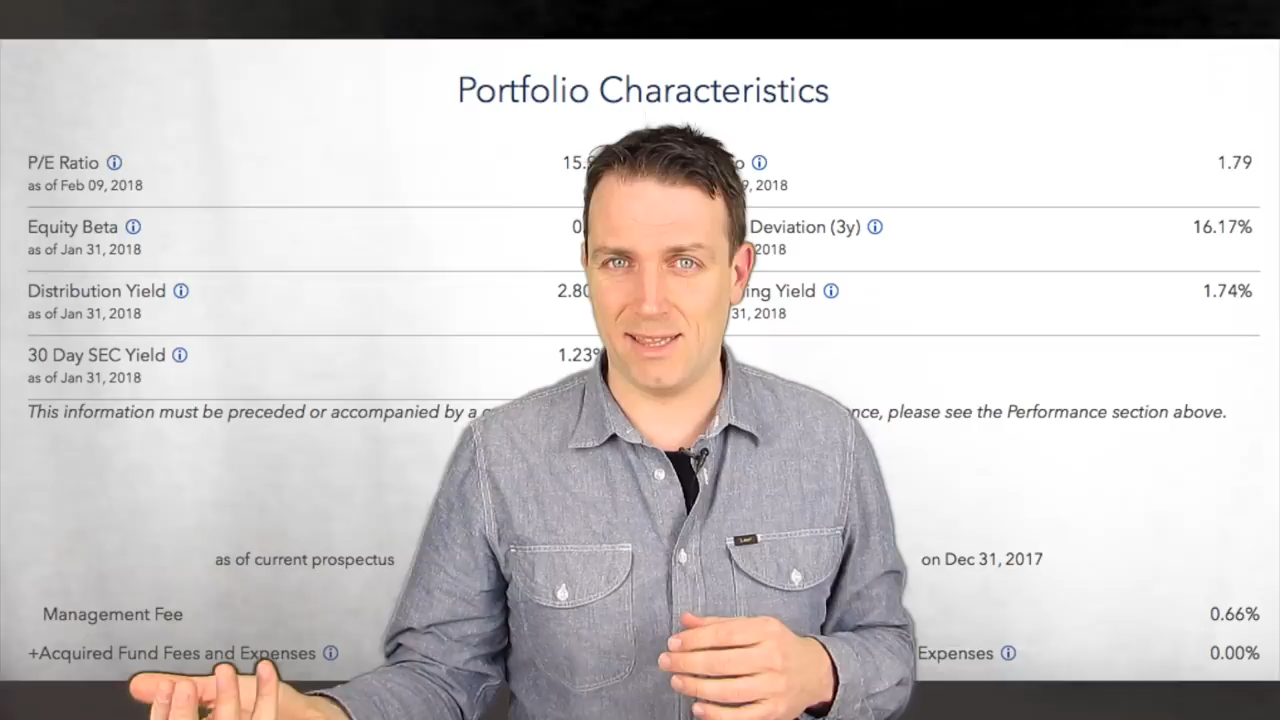 Portfolio Characteristics
P/E Ratio
as of Feb 09, 2018
1.79
Equity Beta
as of Jan 31, 2018
Deviation (3y)
2018
16.17%
Distribution Yield
as of Jan 31, 2018
2.80
Yield
31, 2018
1.74%
30 Day SEC Yield
as of Jan 31, 2018
1.23%
This information must be preceded or accompanied by a
please see the Performance section above.
as of current prospectus
on Dec 31, 2017
Management Fee
0.66%
+Acquired Fund Fees and Expenses
Expenses
0.00%